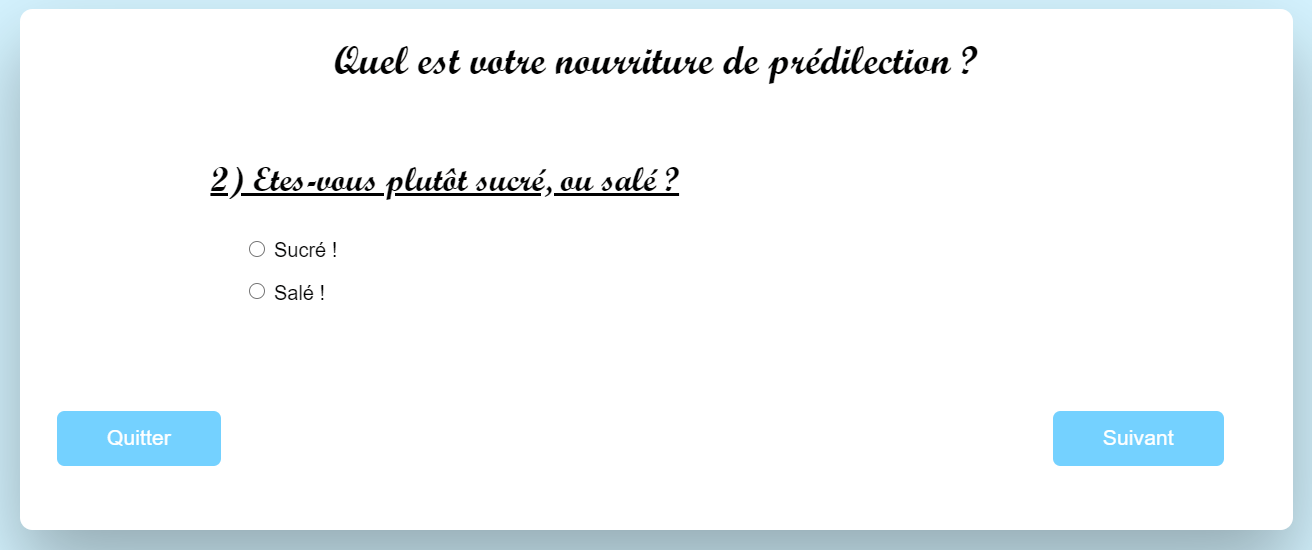 Quel est votre nourriture de prédilection ?
2) Etes-vous plutôt sucré, ou salé ?
Sucré !
Salé !
Quitter
Suivant